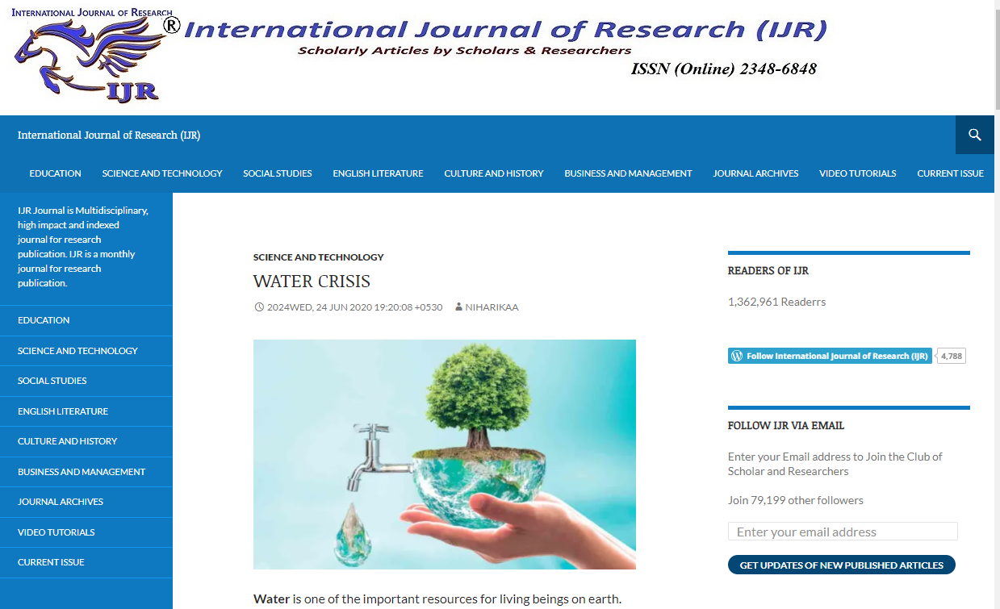 INTERNATIONAL JOURNAL OF RESEARCH
®
IJR
International Journal of Research (IJR)
Scholarly Articles by Scholars & Researchers
ISSN (Online) 2348-6848
International Journal of Research (IJR)
EDUCATION SCIENCE AND TECHNOLOGY SOCIAL STUDIES ENGLISH LITERATURE CULTURE AND HISTORY BUSINESS AND MANAGEMENT JOURNAL ARCHIVES VIDEO TUTORIALS CURRENT ISSUE
IJR Journal is Multidisciplinary,
high impact and indexed
journal for research
publication. IJR is a monthly
journal for research
publication.
EDUCATION
SCIENCE AND TECHNOLOGY
SOCIAL STUDIES
ENGLISH LITERATURE
CULTURE AND HISTORY
BUSINESS AND MANAGEMENT
JOURNAL ARCHIVES
VIDEO TUTORIALS
CURRENT ISSUE
SCIENCE AND TECHNOLOGY
WATER CRISIS
2024WED, 24 JUN 2020 19:20:08 +0530 NIHARIKAA
Water is one of the important resources for living beings on earth.
READERS OF IJR
1,362,961 Readerrs
Follow International Journal of Research (IJR) 4,788
FOLLOW IJR VIA EMAIL
Enter your Email address to Join the Club of
Scholar and Researchers
Join 79,199 other followers
Enter your email address
GET UPDATES OF NEW PUBLISHED ARTICLES